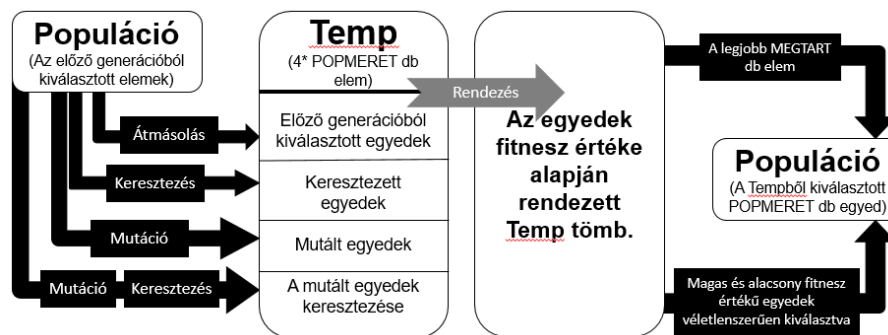 Populáció
(Az előző generációból
kiválasztott elemek)
Átmásolás
Keresztezés
Mutáció
Mutáció
Keresztezés
Temp
(4* POPMERET db
elem)
Előző generációból
kiválasztott egyedek
Keresztezett
egyedek
Mutált egyedek
A mutált egyedek
keresztezése
Rendezés
Az egyedek
fitnesz értéke
alapján
rendezett
Temp tömb.
A legjobb MEGTART
db elem
Populáció
(A Tempből kiválasztott
POPMERET db egyed)
Magas és alacsony fitnesz
értékű egyedek
véletlenszerűen kiválasztva